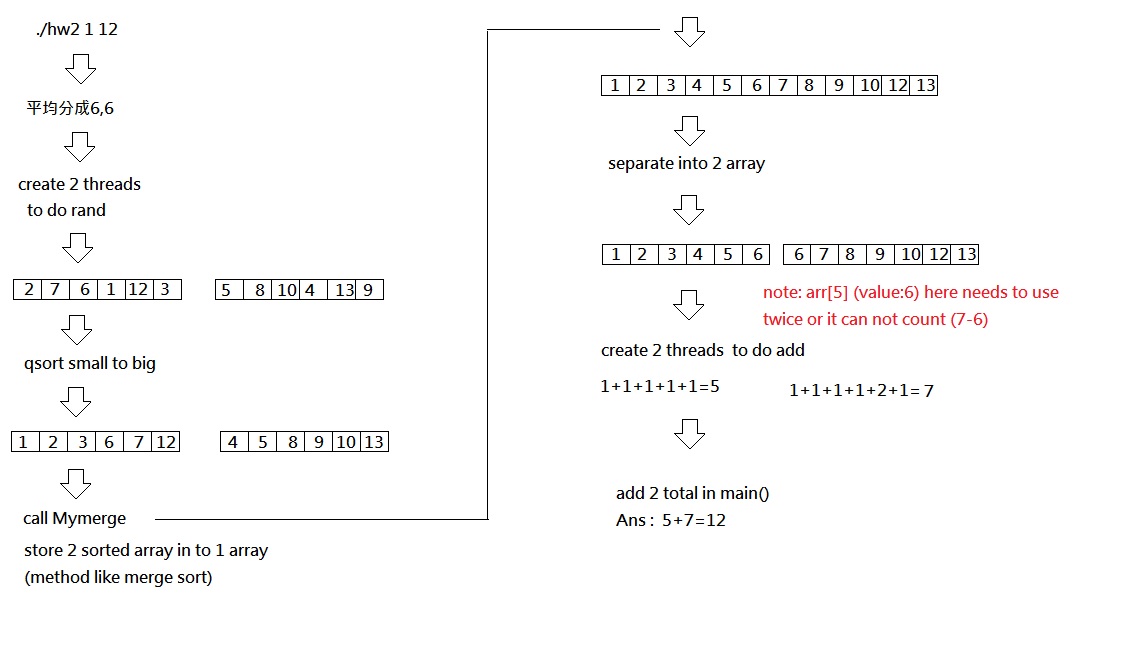 ./hw2 1 12
平均分成6,6
create 2 threads
to do rand
2 7 6 1 12 3
5 8 10 4 13 9
qsort small to big
1 2 3 6 7 12
4 5 8 9 10 13
call Mymerge
store 2 sorted array in to 1 array
(method like merge sort)
1 2 3 4 5 6 7 8 9 10 12 13
separate into 2 array
1 2 3 4 5 6
6 7 8 9 10 12 13
note: arr[5] (value:6) here needs to use
twice or it can not count (7-6)
create 2 threads to do add
1+1+1+1+1=5
1+1+1+1+2+1= 7
add 2 total in main()
Ans : 5+7=12